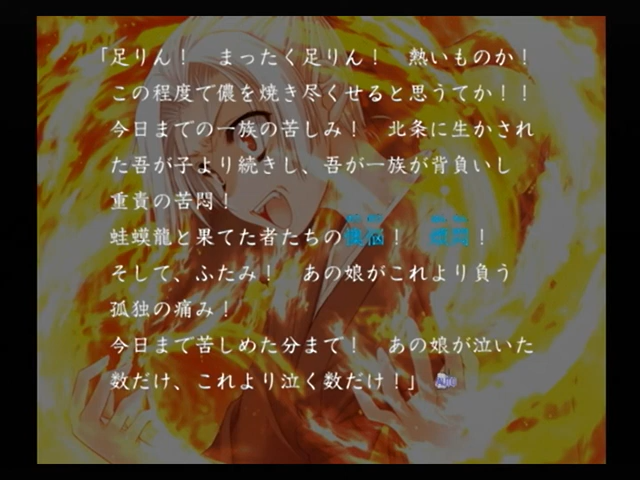 「足りん！　まったく足りん！　熱いものか！
この程度で儂を焼き尽くせると思うてか！！
今日までの一族の苦しみ！　北条に生かされ
た吾が子より続きし、吾が一族が背負いし
重責の苦悶！
蛙蟆龍と果てた者たちの懊悩！　　！
そして、ふたみ！　あの娘がこれより負う
孤独の痛み！
今日まで苦しめた分まで！　あの娘が泣いた
数だけ、これより泣く数だけ！」